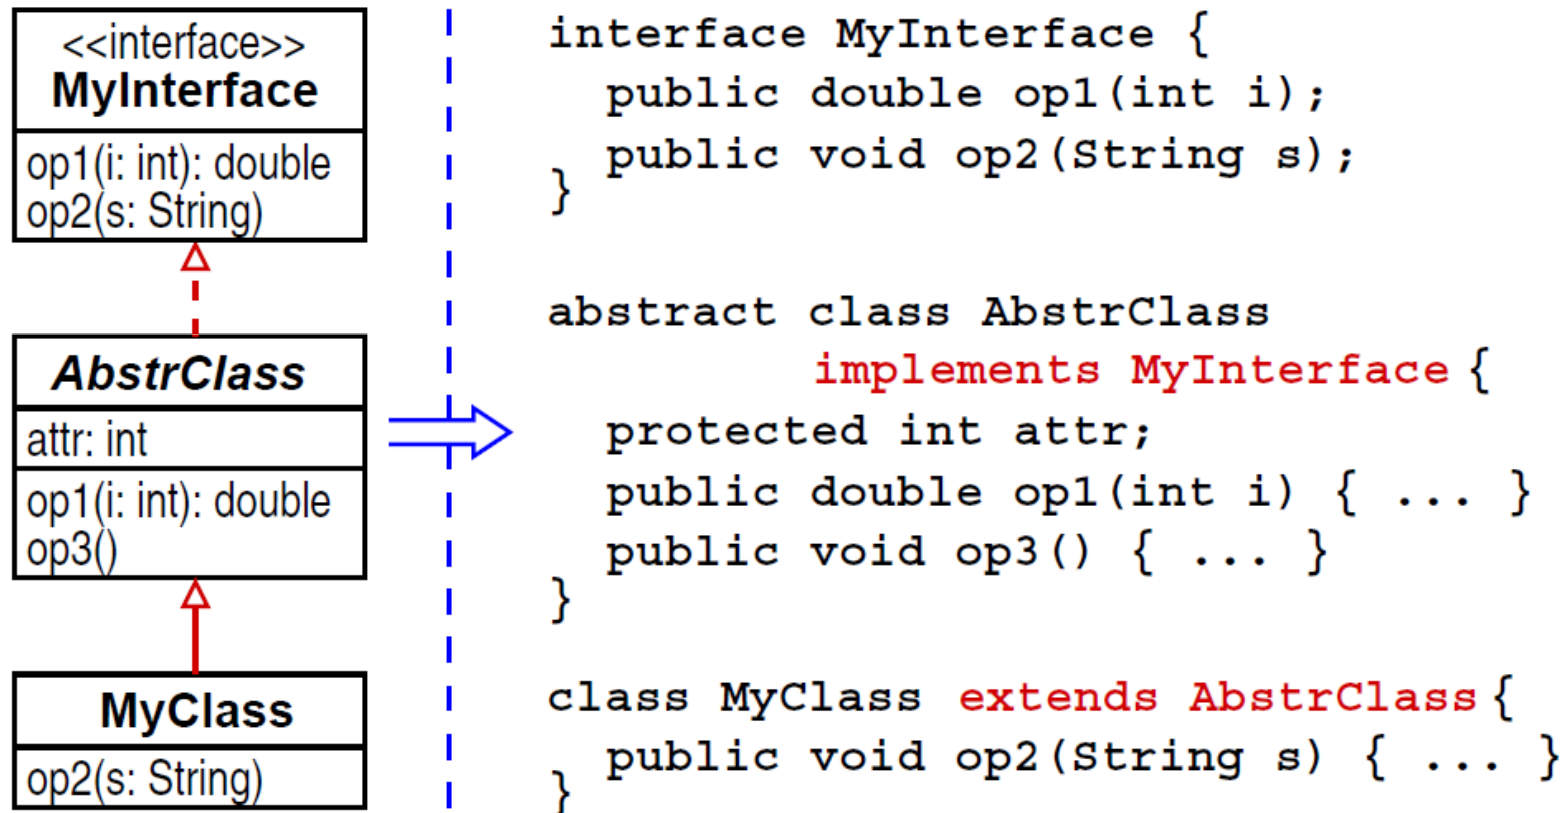 <<interface>>
MyInterface
op1(i: int): double
op2(s: String)
AbstrClass
attr: int
op1(i: int): double
op3()
MyClass
op2(s: String)
interface MyInterface {
public double op1(int i);
public void op2(String s);
}
abstract class AbstrClass
implements MyInterface {
protected int attr;
public double op1(int i) { ... }
public void op3() { ... }
}
class MyClass extends AbstrClass {
public void op2(String s) { ... }
}